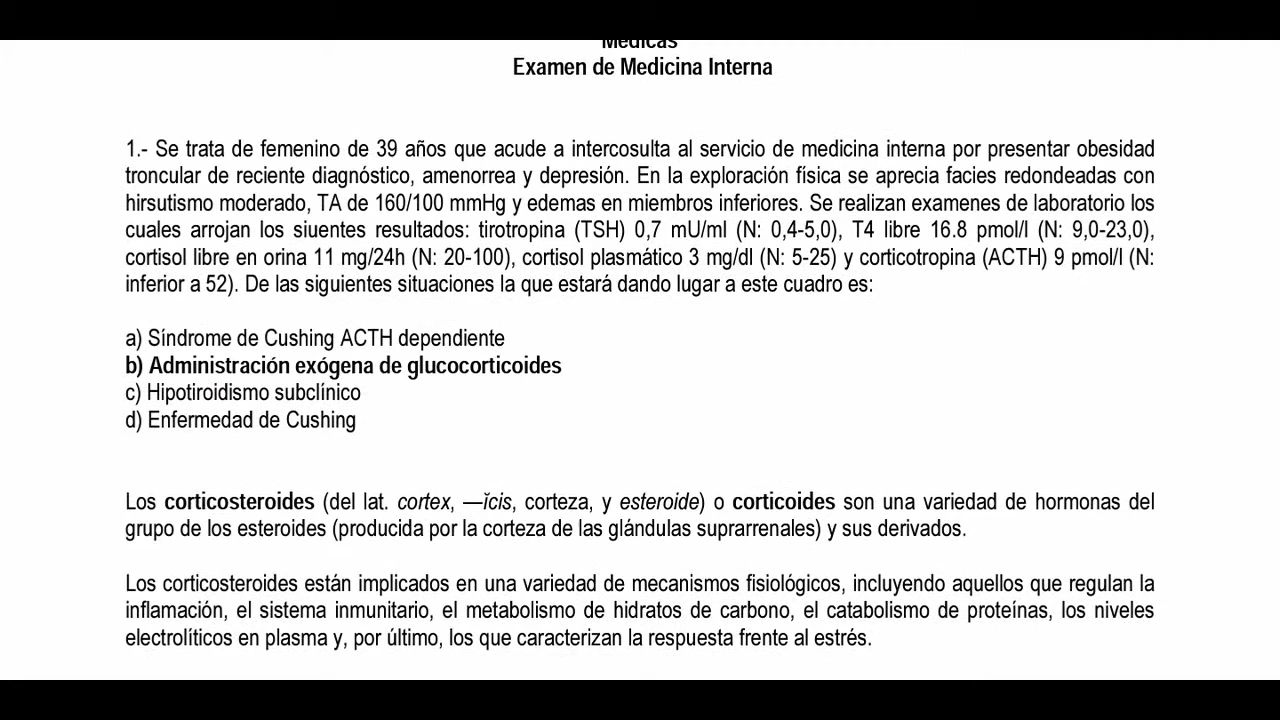 Médicas
Examen de Medicina Interna
1.- Se trata de femenino de 39 años que acude a intercosulta al servicio de medicina interna por presentar obesidad
troncular de reciente diagnóstico, amenorrea y depresión. En la exploración física se aprecia facies redondeadas con
hirsutismo moderado, TA de 160/100 mmHg y edemas en miembros inferiores. Se realizan examenes de laboratorio los
cuales arrojan los siuentes resultados: tirotropina (TSH) 0,7 mU/ml (N: 0,4-5,0), T4 libre 16.8 pmol/l (N: 9,0-23,0),
cortisol libre en orina 11 mg/24h (N: 20-100), cortisol plasmático 3 mg/dl (N: 5-25) y corticotropina (ACTH) 9 pmol/l (N:
inferior a 52). De las siguientes situaciones la que estará dando lugar a este cuadro es:
a) Síndrome de Cushing ACTH dependiente
b) Administración exógena de glucocorticoides
c) Hipotiroidismo subclínico
d) Enfermedad de Cushing
Los corticosteroides (del lat. cortex, —ĭcis, corteza, y esteroide) o corticoides son una variedad de hormonas del
grupo de los esteroides (producida por la corteza de las glándulas suprarrenales) y sus derivados.
Los corticosteroides están implicados en una variedad de mecanismos fisiológicos, incluyendo aquellos que regulan la
inflamación, el sistema inmunitario, el metabolismo de hidratos de carbono, el catabolismo de proteínas, los niveles
electrolíticos en plasma y, por último, los que caracterizan la respuesta frente al estrés.